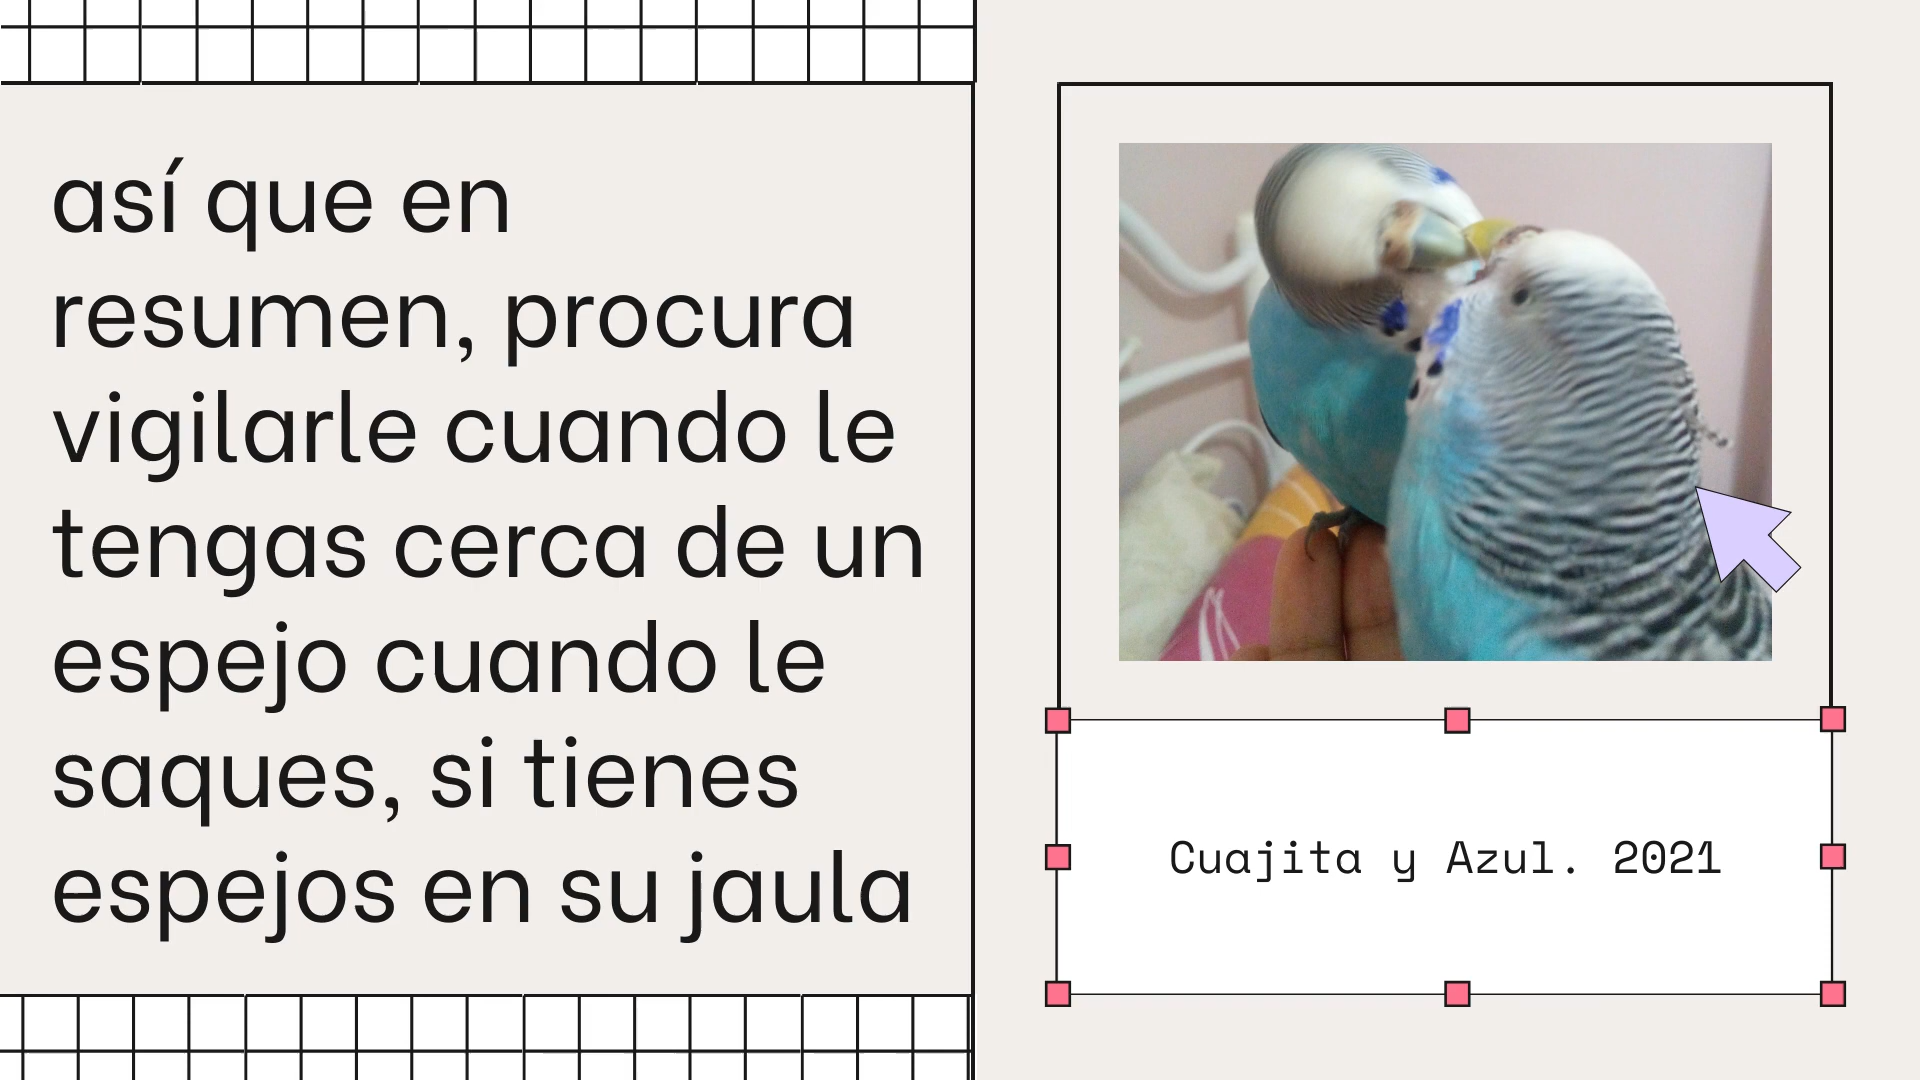 así que en
resumen, procura
vigilarle cuando le
tengas cerca de un
espejo cuando le
saques, si tienes
espejos en su jaula
Cuajita y Azul. 2021